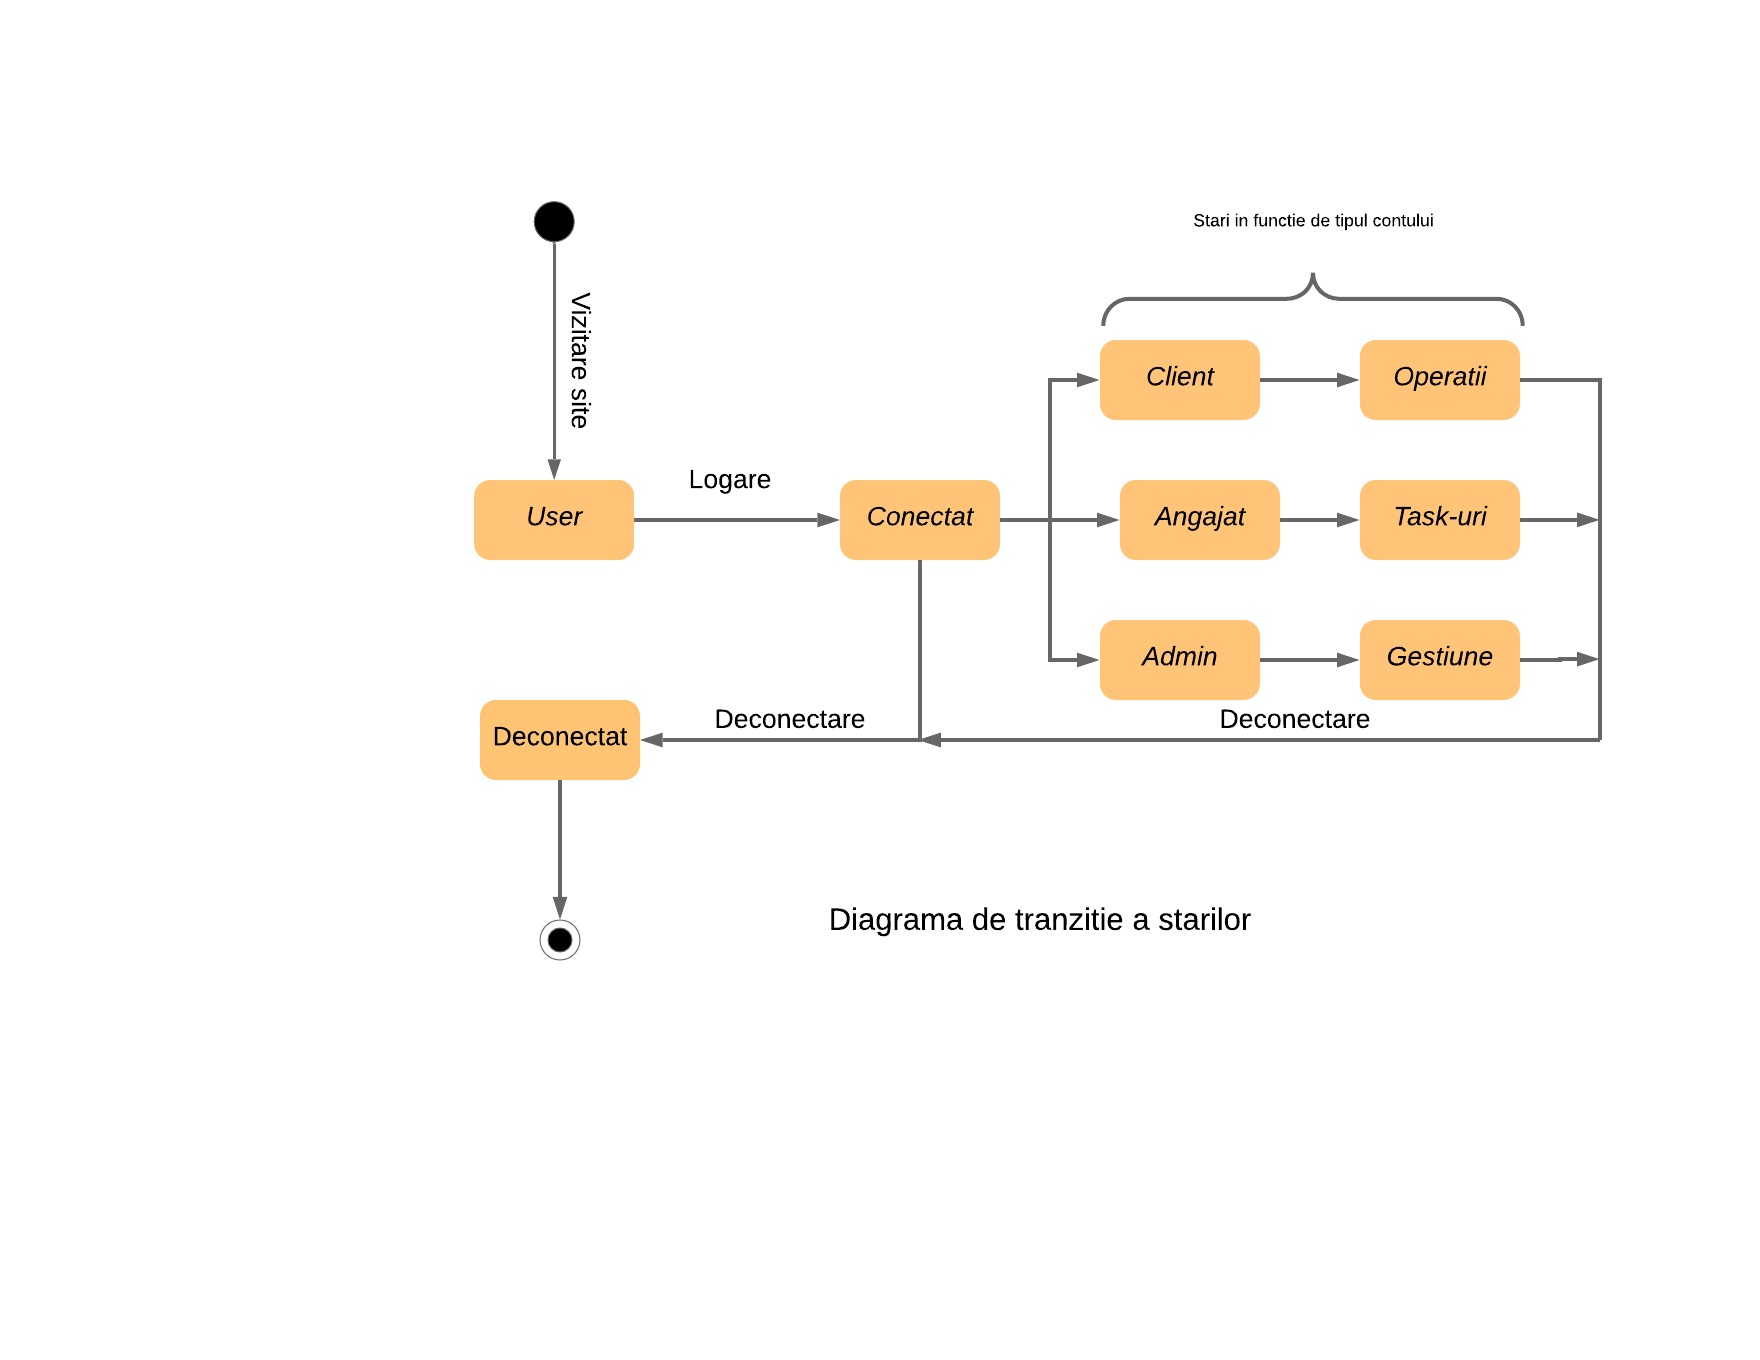 Stari in functie de tipul contului
Vizitare site
Client
Operatii
Logare
User
Conectat
Angajat
Task-uri
Admin
Gestiune
Deconectare
Deconectare
Deconectat
Diagrama de tranzitie a starilor